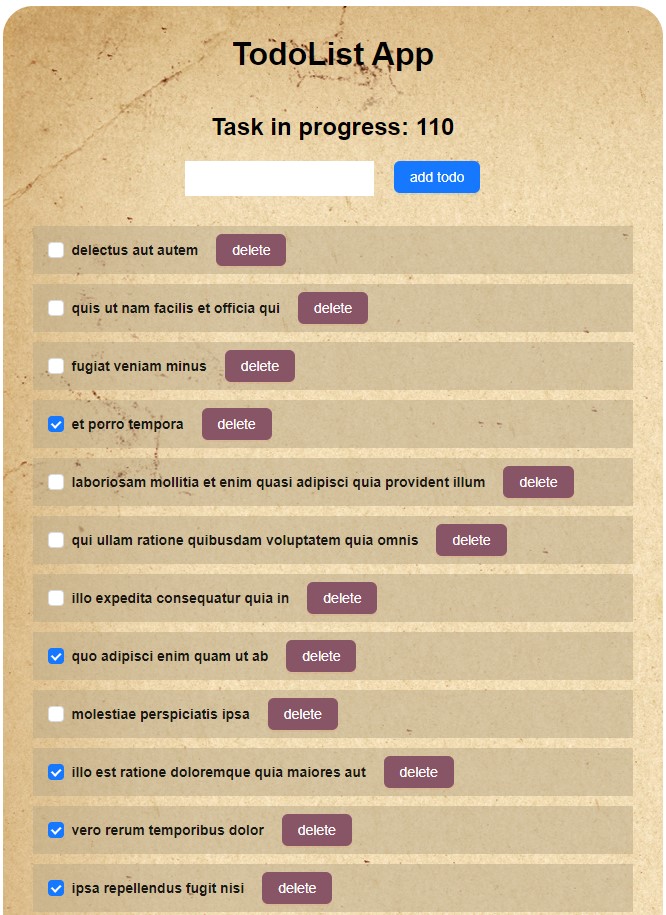 TodoList App
Task in progress: 110
add todo
delectus aut autem delete
quis ut nam facilis et officia qui delete
fugiat veniam minus delete
et porro tempora delete
laboriosam mollitia et enim quasi adipisci quia provident illum delete
qui ullam ratione quibusdam voluptatem quia omnis delete
illo expedita consequatur quia in delete
quo adipisci enim quam ut ab delete
molestiae perspiciatis ipsa delete
illo est ratione doloremque quia maiores aut delete
vero rerum temporibus dolor delete
ipsa repellendus fugit nisi delete